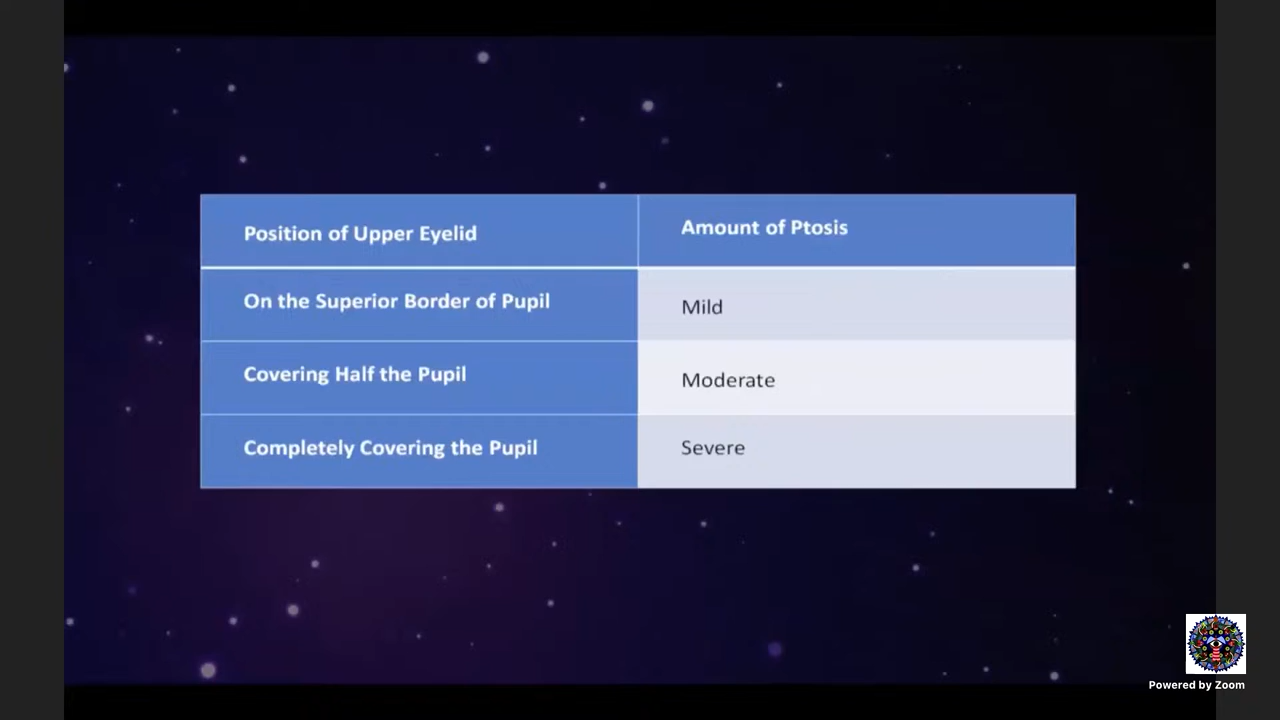 Position of Upper Eyelid
Amount of Ptosis
On the Superior Border of Pupil
Mild
Covering Half the Pupil
Moderate
Completely Covering the Pupil
Severe
Powered by Zoom